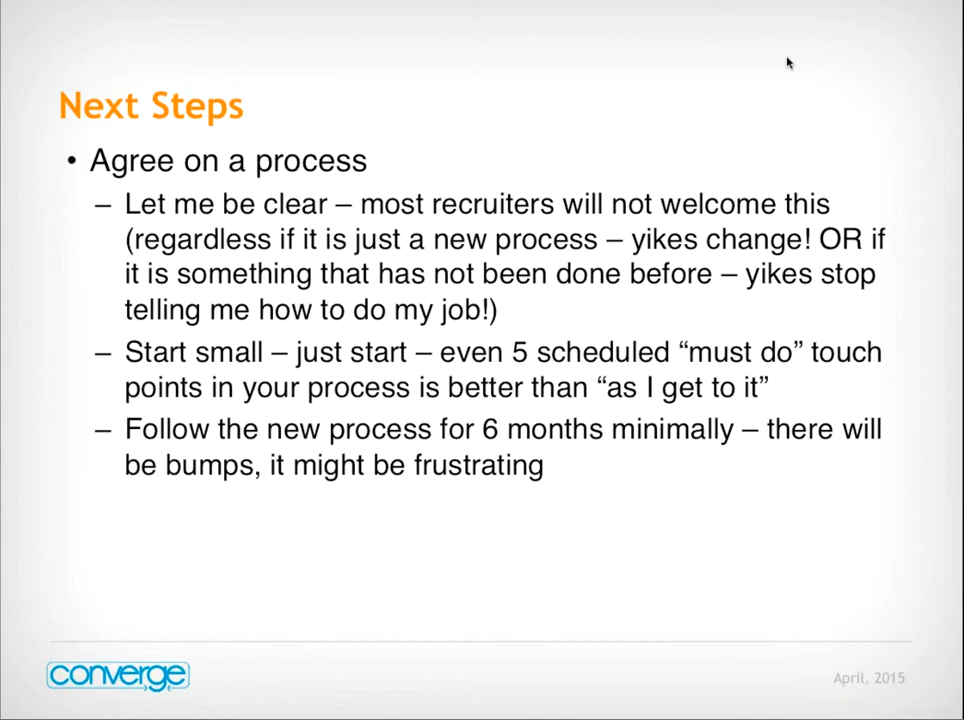 Next Steps
• Agree on a process
– Let me be clear – most recruiters will not welcome this
(regardless if it is just a new process – yikes change! OR if
it is something that has not been done before – yikes stop
telling me how to do my job!)
– Start small – just start – even 5 scheduled “must do” touch
points in your process is better than “as I get to it”
– Follow the new process for 6 months minimally – there will
be bumps, it might be frustrating
converge
April, 2015